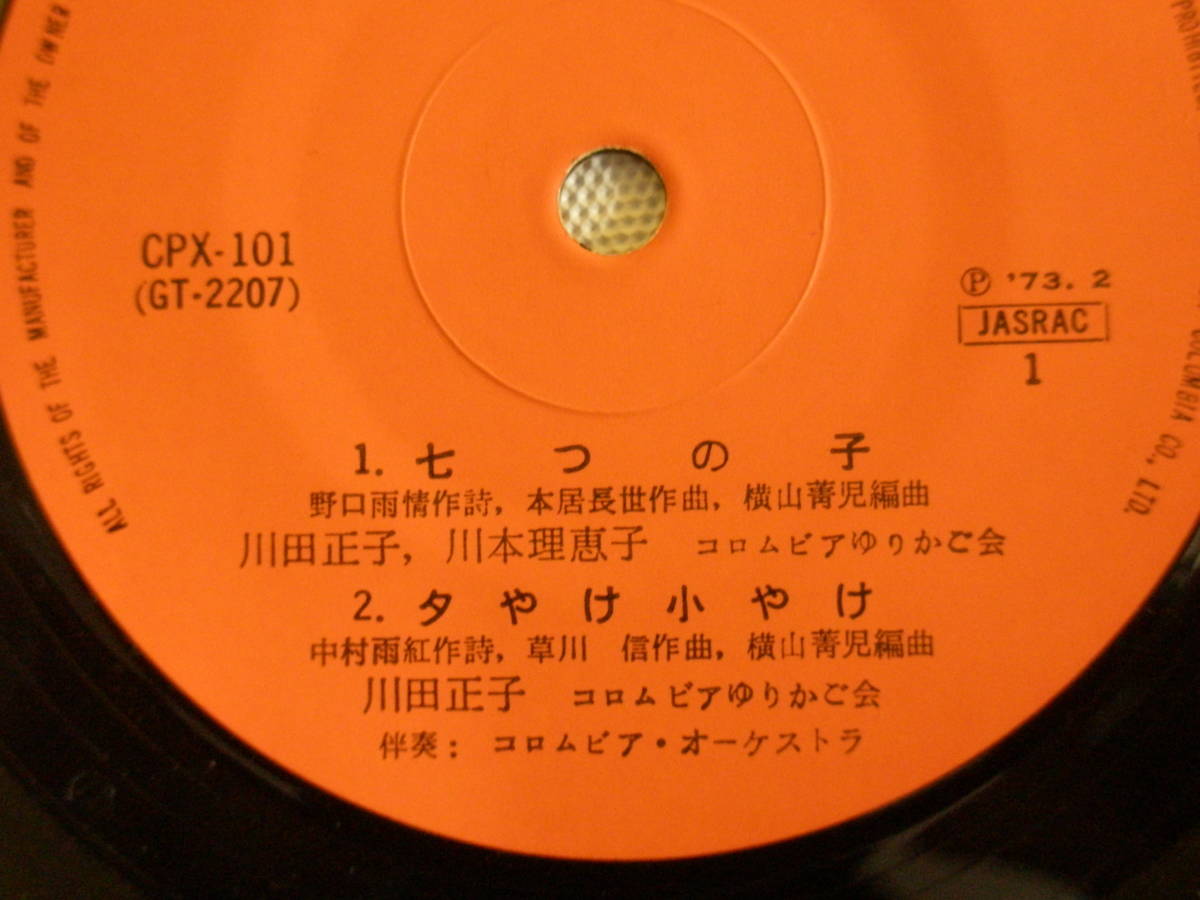 ALL RIGHTS OF THE MANUFACTURER AND OF THE OWNER
CPX-101
(GT-2207)
Ⓟ '73. 2
JASRAC
1
COLUMBIA CO., LTD.
1. 七つの子
野口雨情作詩, 本居長世作曲, 横山菁児編曲
川田正子, 川本理恵子 コロムビアゆりかご会
2. 夕やけ小やけ
中村雨紅作詩, 草川 信作曲, 横山菁児編曲
川田正子 コロムビアゆりかご会
伴奏: コロムビア・オーケストラ